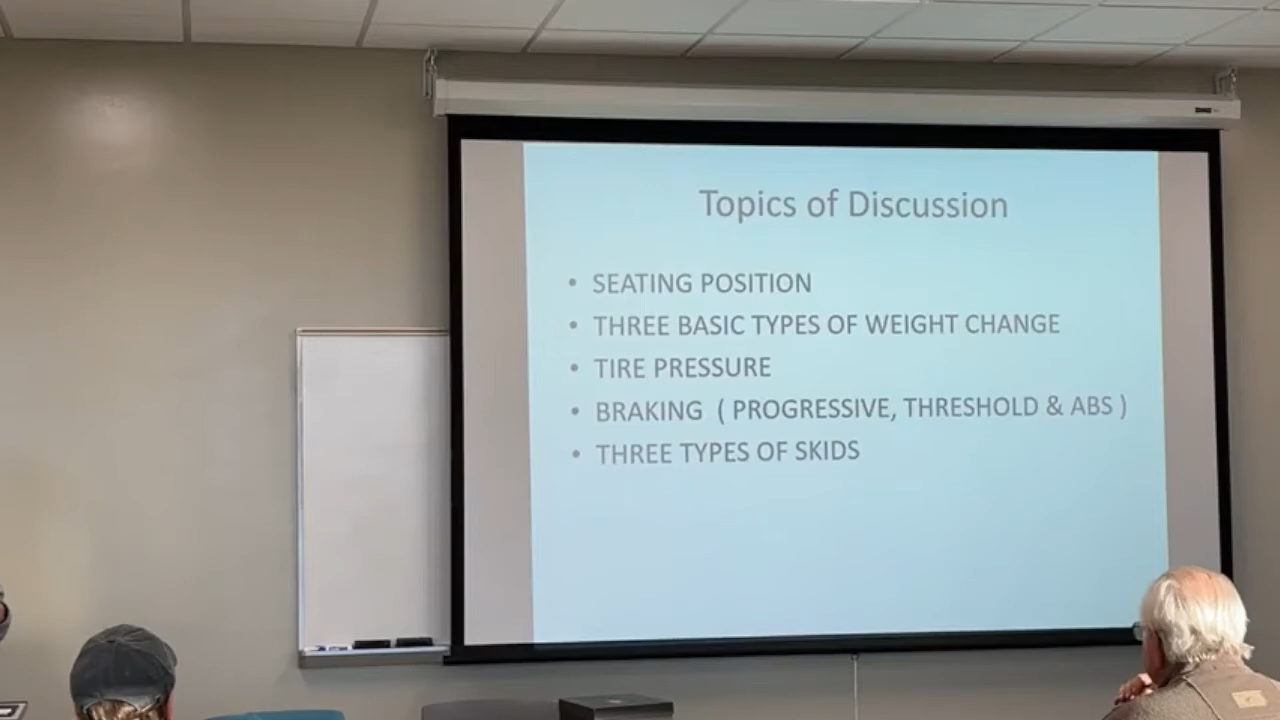 Topics of Discussion
• SEATING POSITION
• THREE BASIC TYPES OF WEIGHT CHANGE
• TIRE PRESSURE
• BRAKING ( PROGRESSIVE, THRESHOLD & ABS )
• THREE TYPES OF SKIDS